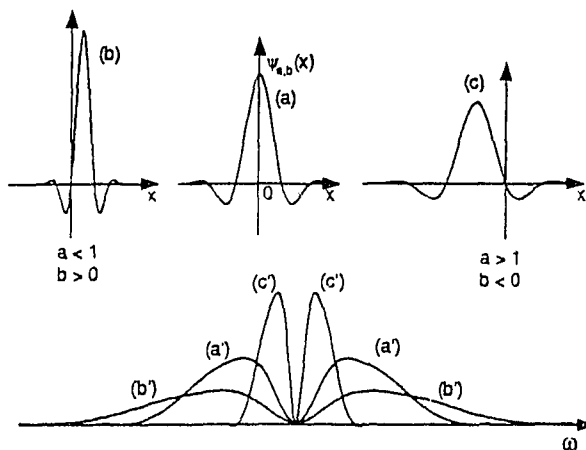 (b)
x
a < 1
b > 0
ψa,b(x)
(a)
0
x
(c)
x
a > 1
b < 0
(c')
(c')
(a')
(a')
(b')
(b')
ω